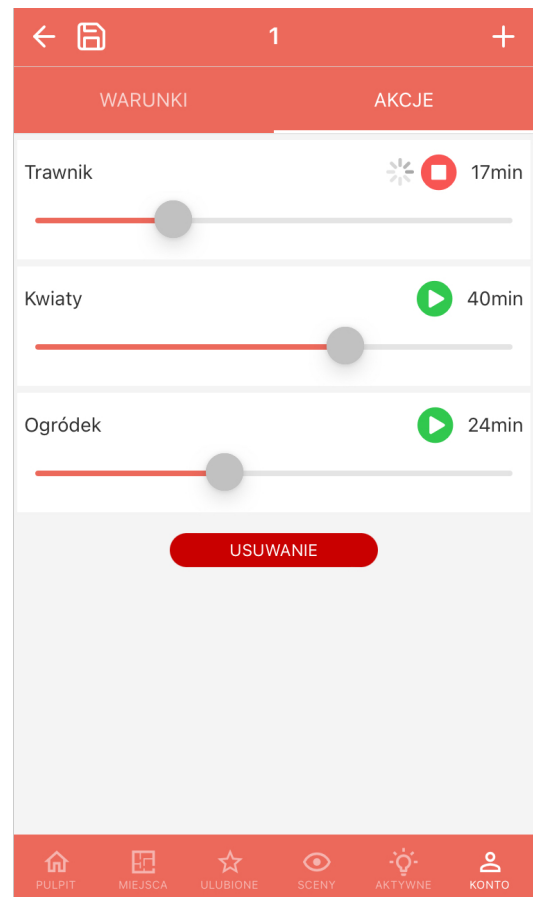 1
WARUNKI AKCJE
Trawnik 17min
Kwiaty 40min
Ogródek 24min
USUWANIE
PULPIT MIEJSCA ULUBIONE SCENY AKTYWNE KONTO